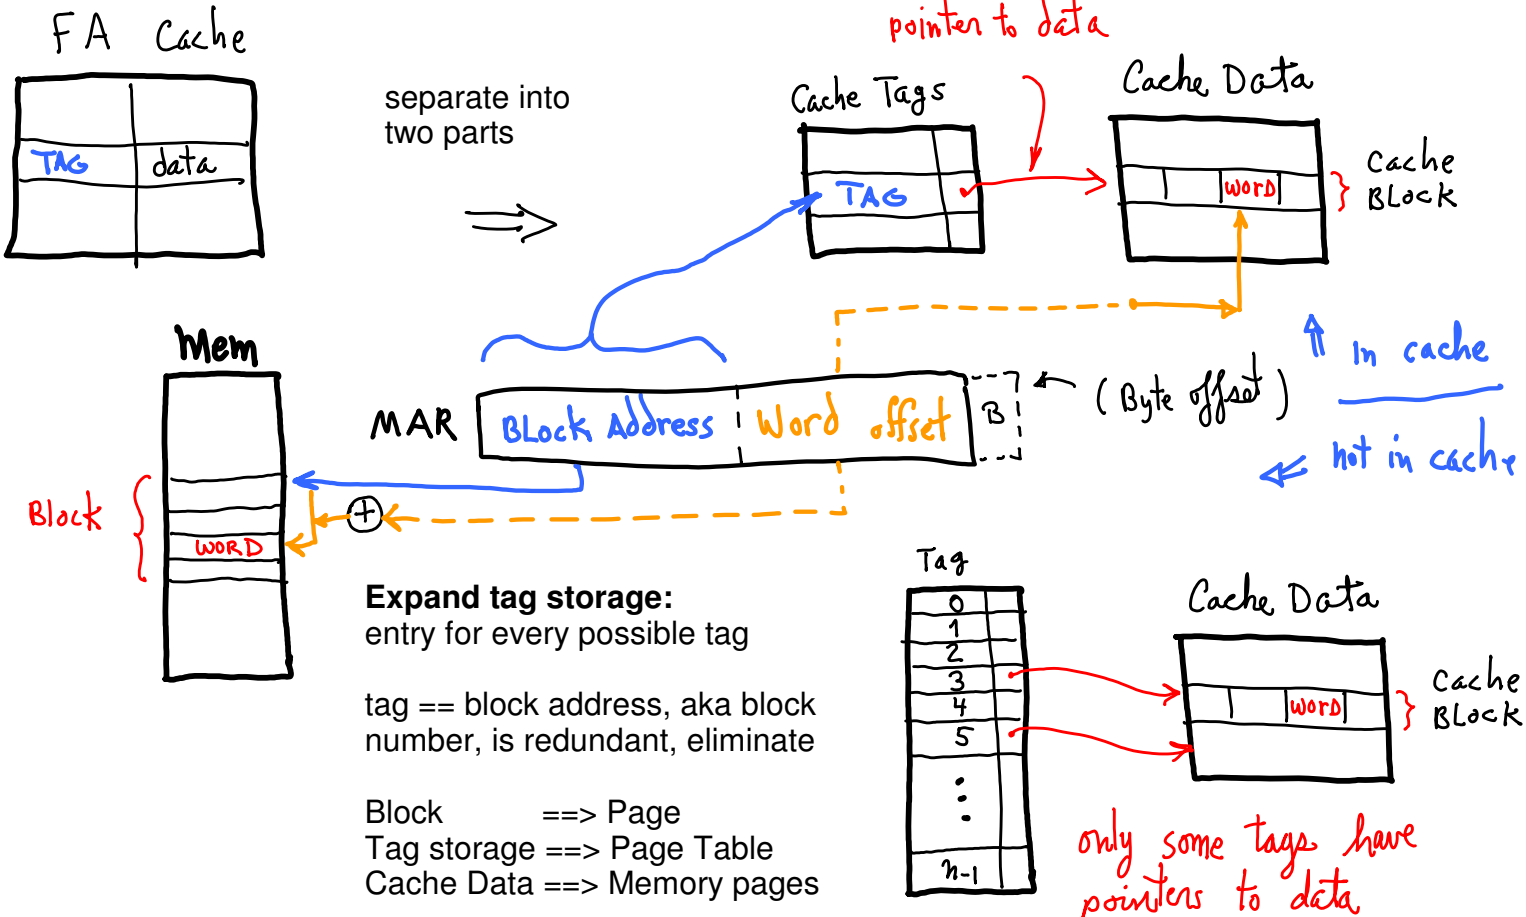 FA Cache
TAG
data
separate into
two parts
pointer to data
Cache Tags
TAG
Cache Data
WORD
Cache
BLock
Mem
Block
WORD
MAR
BLock Address
Word offset
B
(Byte offset)
in cache
not in cache
Expand tag storage:
entry for every possible tag
tag == block address, aka block
number, is redundant, eliminate
Block ==> Page
Tag storage ==> Page Table
Cache Data ==> Memory pages
+
Tag
0
1
2
3
4
5
n-1
Cache Data
WORD
Cache
BLock
only some tags have
pointers to data